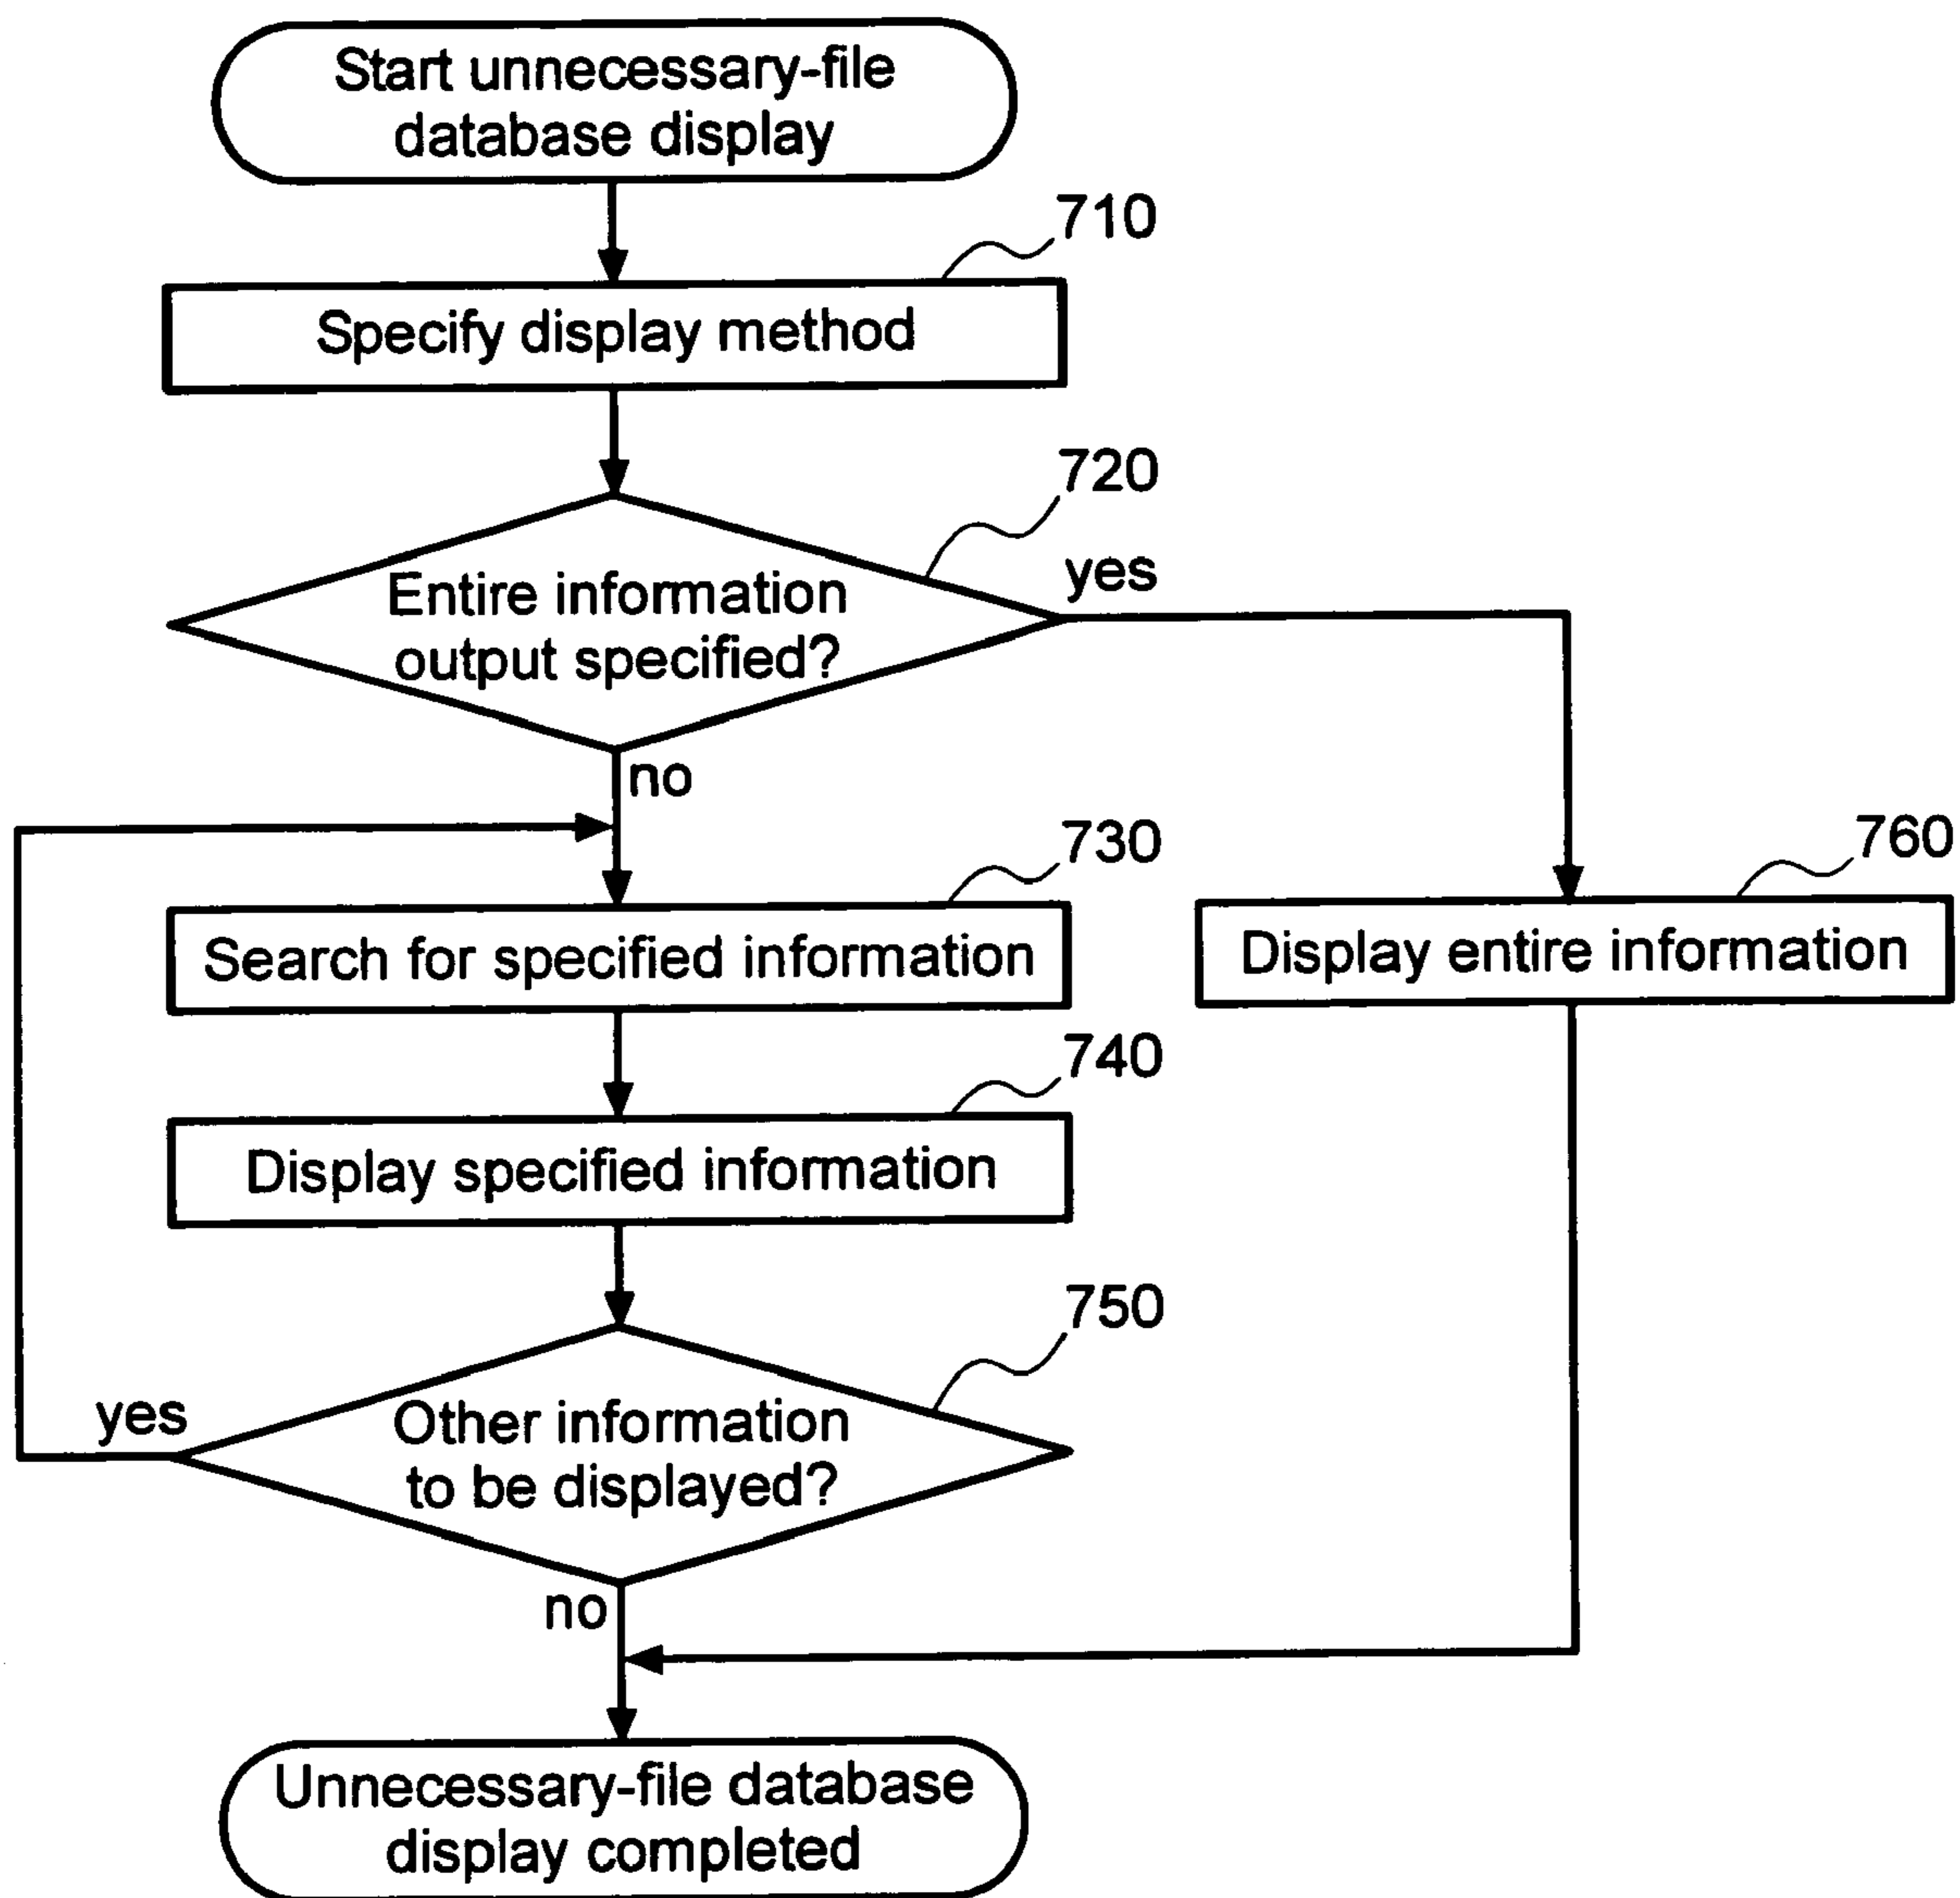 Start unnecessary-file
database display
710
Specify display method
720
Entire information
output specified?
yes
no
730
Search for specified information
760
Display entire information
740
Display specified information
750
Other information
to be displayed?
yes
no
Unnecessary-file database
display completed